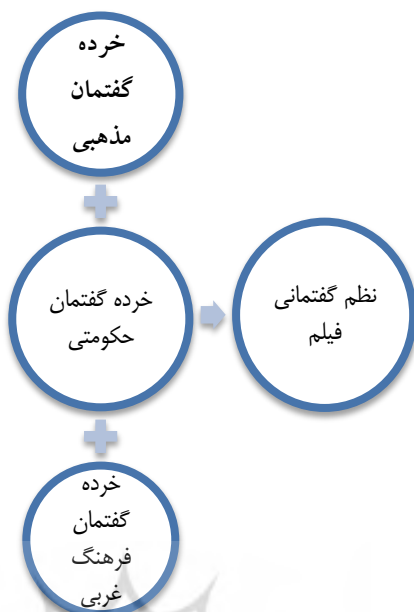 خرده
گفتمان
مذهبی
خرده گفتمان
حکومتی
نظم گفتمانی
فیلم
خرده
گفتمان
فرهنگ
غربی